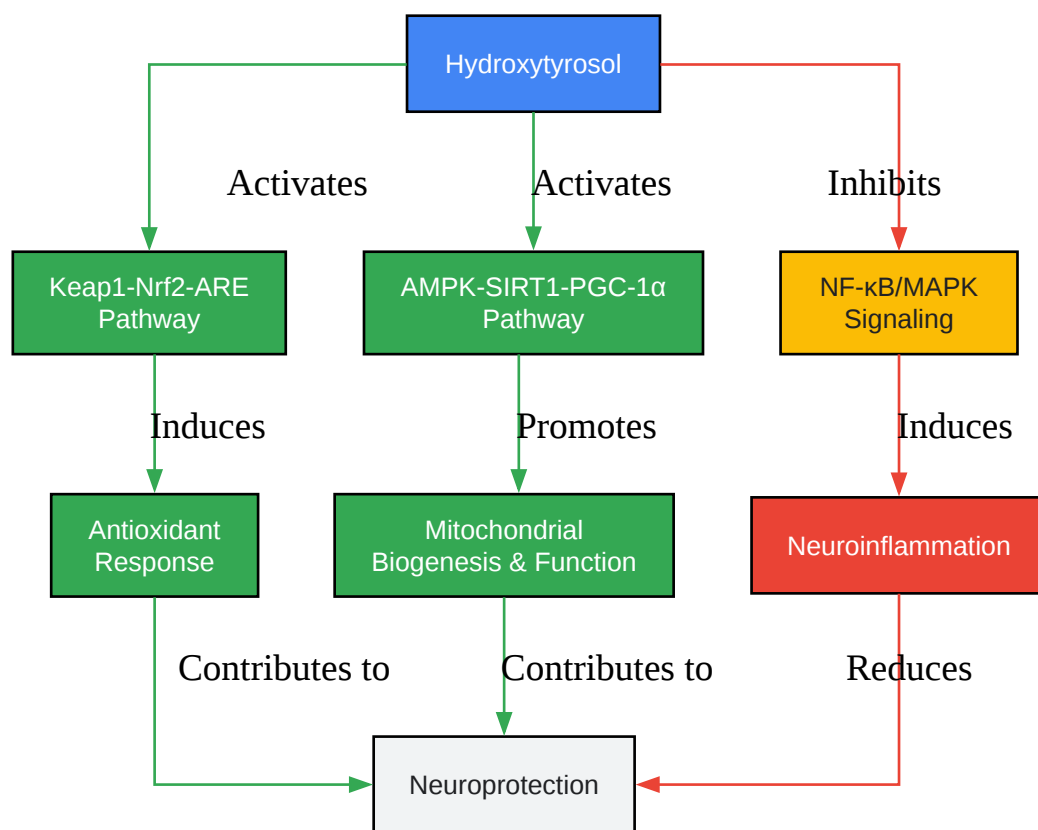 Hydroxytyrosol
Activates
Activates
Inhibits
Keap1-Nrf2-ARE
Pathway
AMPK-SIRT1-PGC-1α
Pathway
NF-κB/MAPK
Signaling
Induces
Promotes
Induces
Antioxidant
Response
Mitochondrial
Biogenesis & Function
Neuroinflammation
Contributes to
Contributes to
Reduces
Neuroprotection